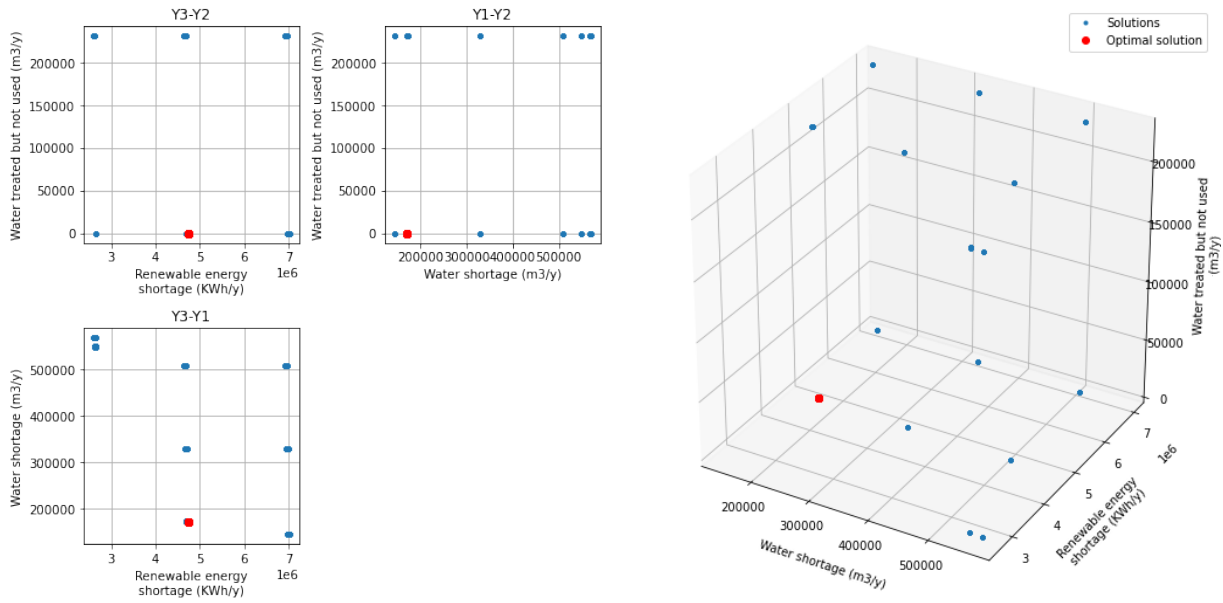 Y3-Y2
Water treated but not used (m3/y)
200000
150000
100000
50000
0
3 4 5 6 7
1e6
Renewable energy
shortage (KWh/y)
Y1-Y2
Water treated but not used (m3/y)
200000
150000
100000
50000
0
200000 300000 400000 500000
Water shortage (m3/y)
Y3-Y1
Water shortage (m3/y)
500000
400000
300000
200000
3 4 5 6 7
1e6
Renewable energy
shortage (KWh/y)
Solutions
Optimal solution
200000
150000
100000
50000
0
Water treated but not used
(m3/y)
7
6
5
4
3
1e6
Renewable energy
shortage (KWh/y)
200000
300000
400000
500000
Water shortage (m3/y)